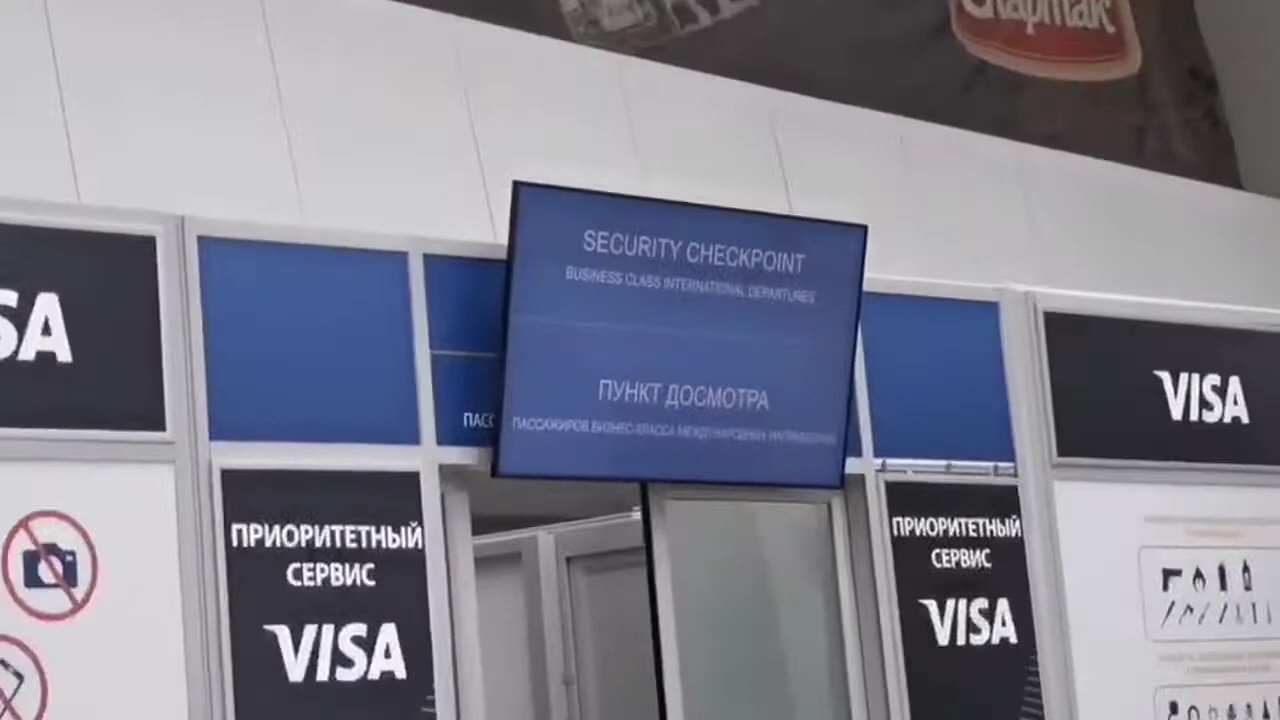 Спартак
SECURITY CHECKPOINT
BUSINESS CLASS INTERNATIONAL DEPARTURES
ПУНКТ ДОСМОТРА
ПАССАЖИРОВ БИЗНЕС-КЛАССА МЕЖДУНАРОДНЫХ НАПРАВЛЕНИЙ
SA
ПАСС
VISA
ПРИОРИТЕТНЫЙ
СЕРВИС
VISA
ПРИОРИТЕТНЫЙ
СЕРВИС
VISA